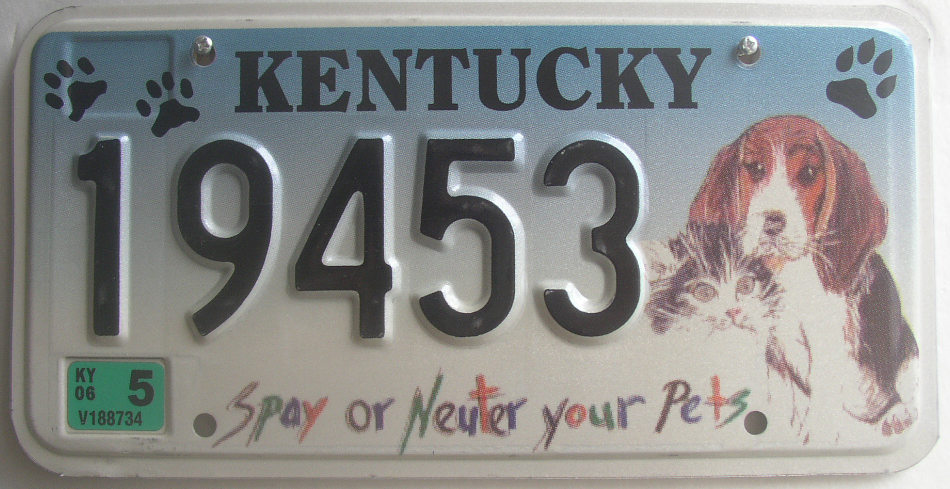 KENTUCKY
19453
KY
06 5
V188734
Spay or Neuter your Pets